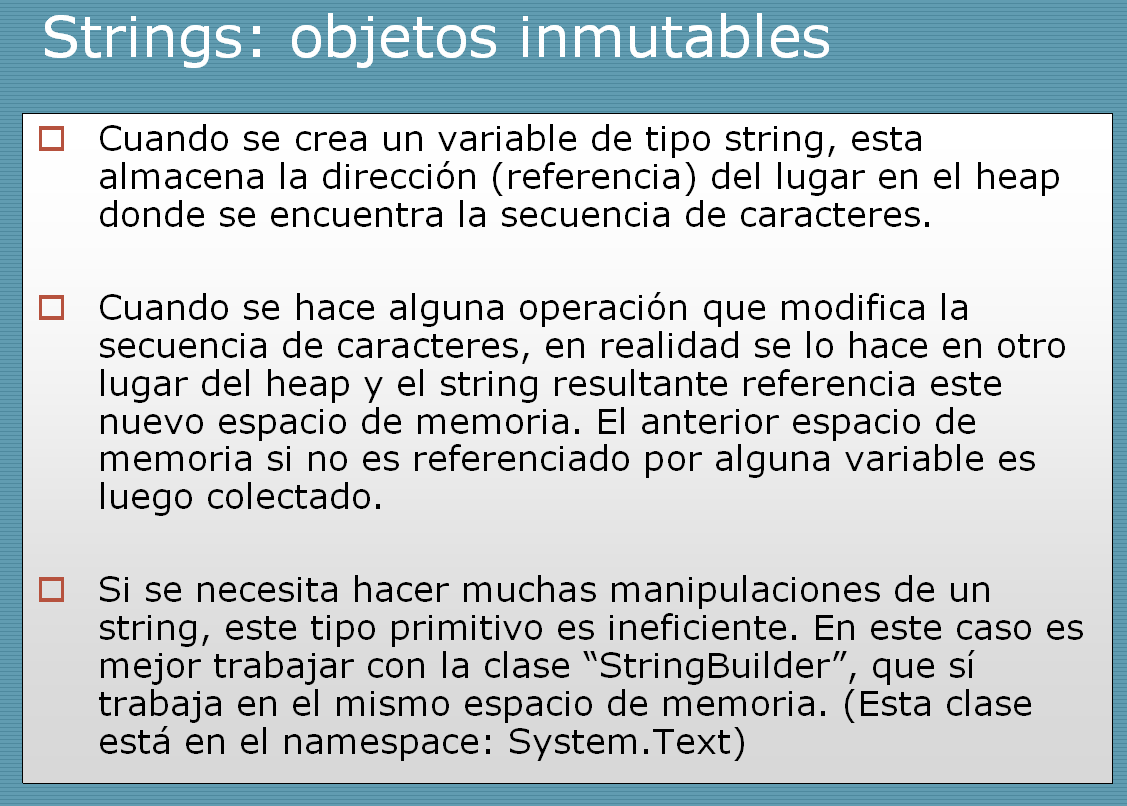 Strings: objetos inmutables
Cuando se crea un variable de tipo string, esta
almacena la dirección (referencia) del lugar en el heap
donde se encuentra la secuencia de caracteres.
Cuando se hace alguna operación que modifica la
secuencia de caracteres, en realidad se lo hace en otro
lugar del heap y el string resultante referencia este
nuevo espacio de memoria. El anterior espacio de
memoria si no es referenciado por alguna variable es
luego colectado.
Si se necesita hacer muchas manipulaciones de un
string, este tipo primitivo es ineficiente. En este caso es
mejor trabajar con la clase “StringBuilder”, que sí
trabaja en el mismo espacio de memoria. (Esta clase
está en el namespace: System.Text)